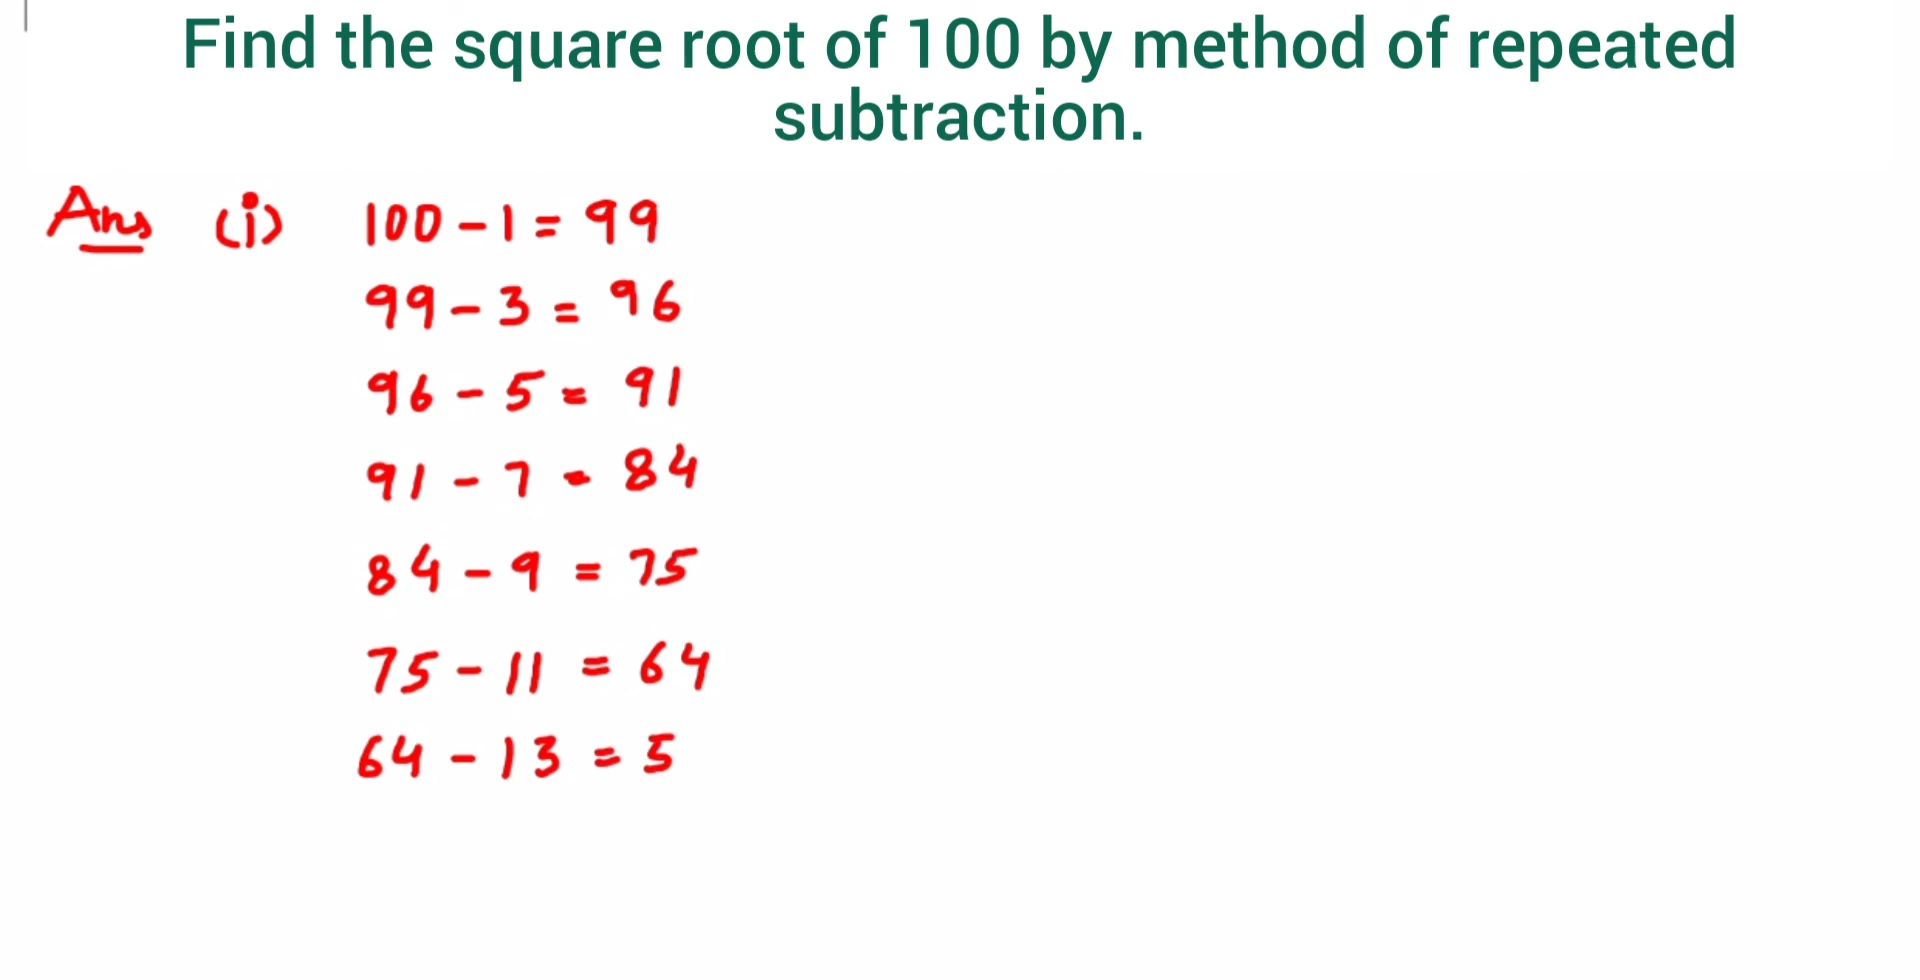 Find the square root of 100 by method of repeated
subtraction.
Ans (i) 100 - 1 = 99
99 - 3 = 96
96 - 5 = 91
91 - 7 = 84
84 - 9 = 75
75 - 11 = 64
64 - 13 = 5